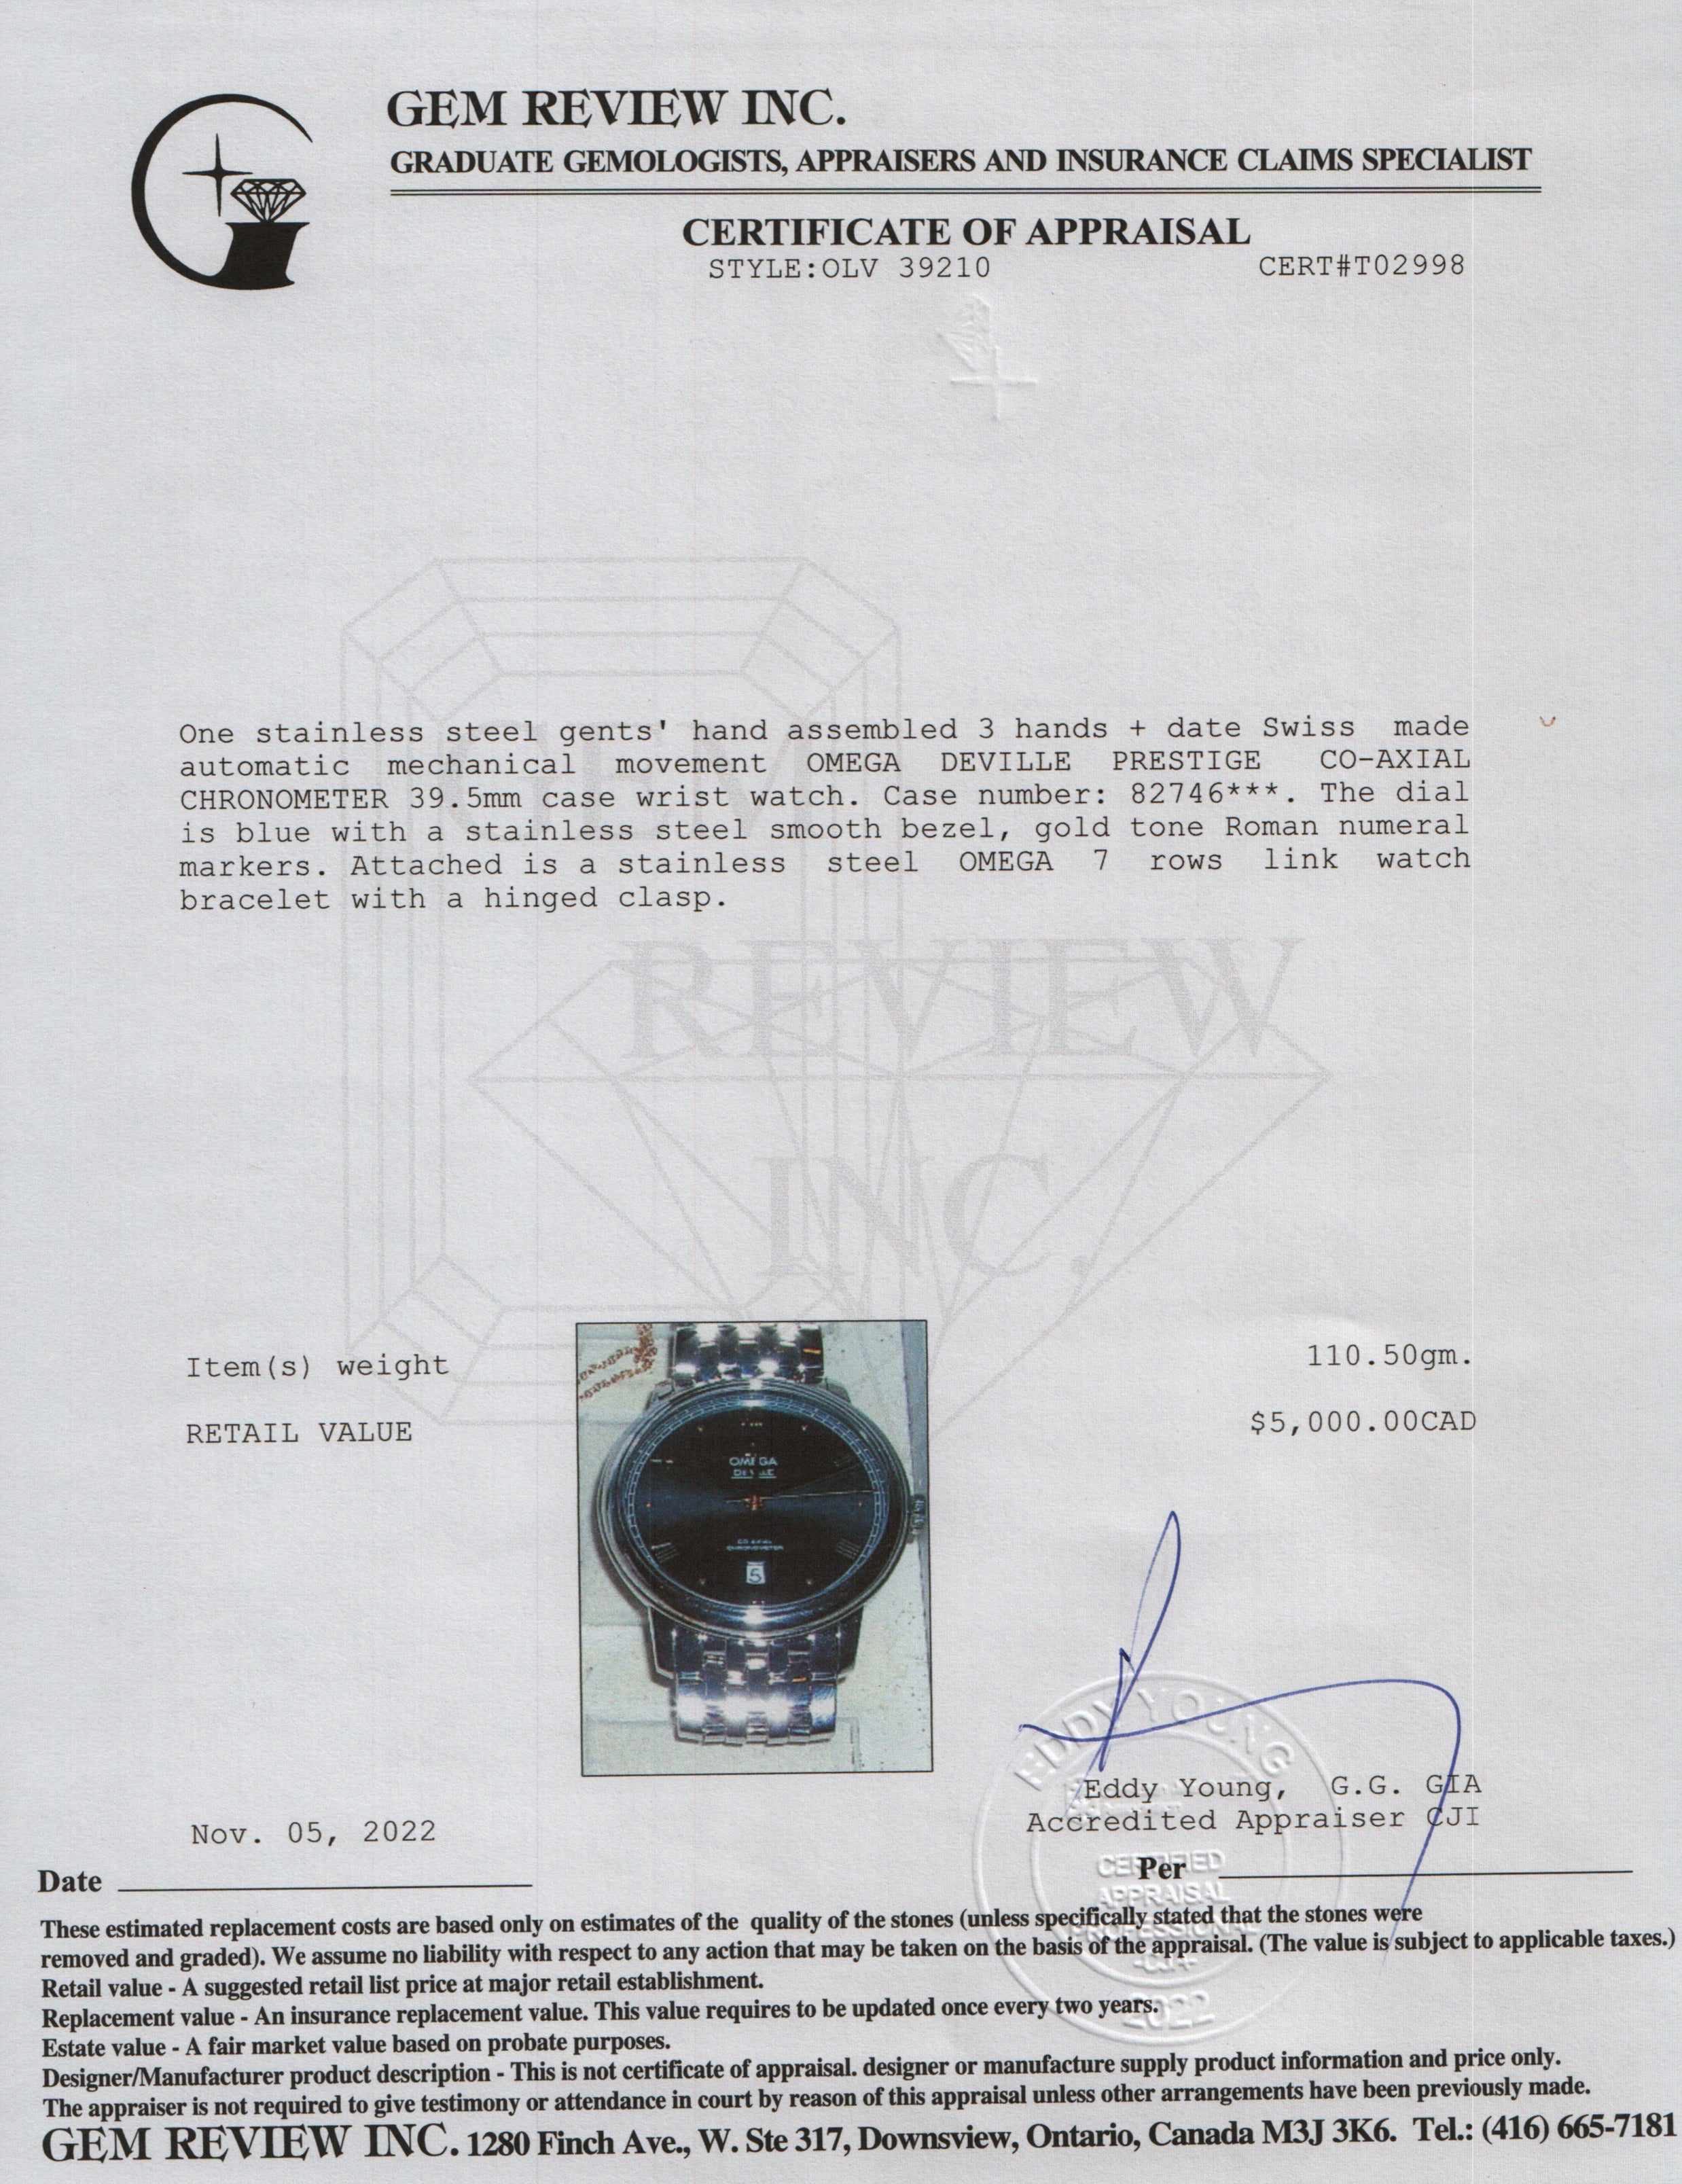 GEM REVIEW INC.
GRADUATE GEMOLOGISTS, APPRAISERS AND INSURANCE CLAIMS SPECIALIST
CERTIFICATE OF APPRAISAL
STYLE:OLV 39210 CERT#T02998
One stainless steel gents' hand assembled 3 hands + date Swiss made
automatic mechanical movement OMEGA DEVILLE PRESTIGE CO-AXIAL
CHRONOMETER 39.5mm case wrist watch. Case number: 82746***. The dial
is blue with a stainless steel smooth bezel, gold tone Roman numeral
markers. Attached is a stainless steel OMEGA 7 rows link watch
bracelet with a hinged clasp.
REVIEW
INC.
Item(s) weight 110.50gm.
RETAIL VALUE $5,000.00CAD
OMEGA
DEVILLE
CHRONOMETER
5
EDDY YOUNG
Eddy Young, G.G. GIA
Accredited Appraiser CJI
Nov. 05, 2022
CERTIFIED
APPRAISAL
PROFESSIONAL
2022
Date Per
These estimated replacement costs are based only on estimates of the quality of the stones (unless specifically stated that the stones were
removed and graded). We assume no liability with respect to any action that may be taken on the basis of the appraisal. (The value is subject to applicable taxes.)
Retail value - A suggested retail list price at major retail establishment.
Replacement value - An insurance replacement value. This value requires to be updated once every two years.
Estate value - A fair market value based on probate purposes.
Designer/Manufacturer product description - This is not certificate of appraisal. designer or manufacture supply product information and price only.
The appraiser is not required to give testimony or attendance in court by reason of this appraisal unless other arrangements have been previously made.
GEM REVIEW INC. 1280 Finch Ave., W. Ste 317, Downsview, Ontario, Canada M3J 3K6. Tel.: (416) 665-7181